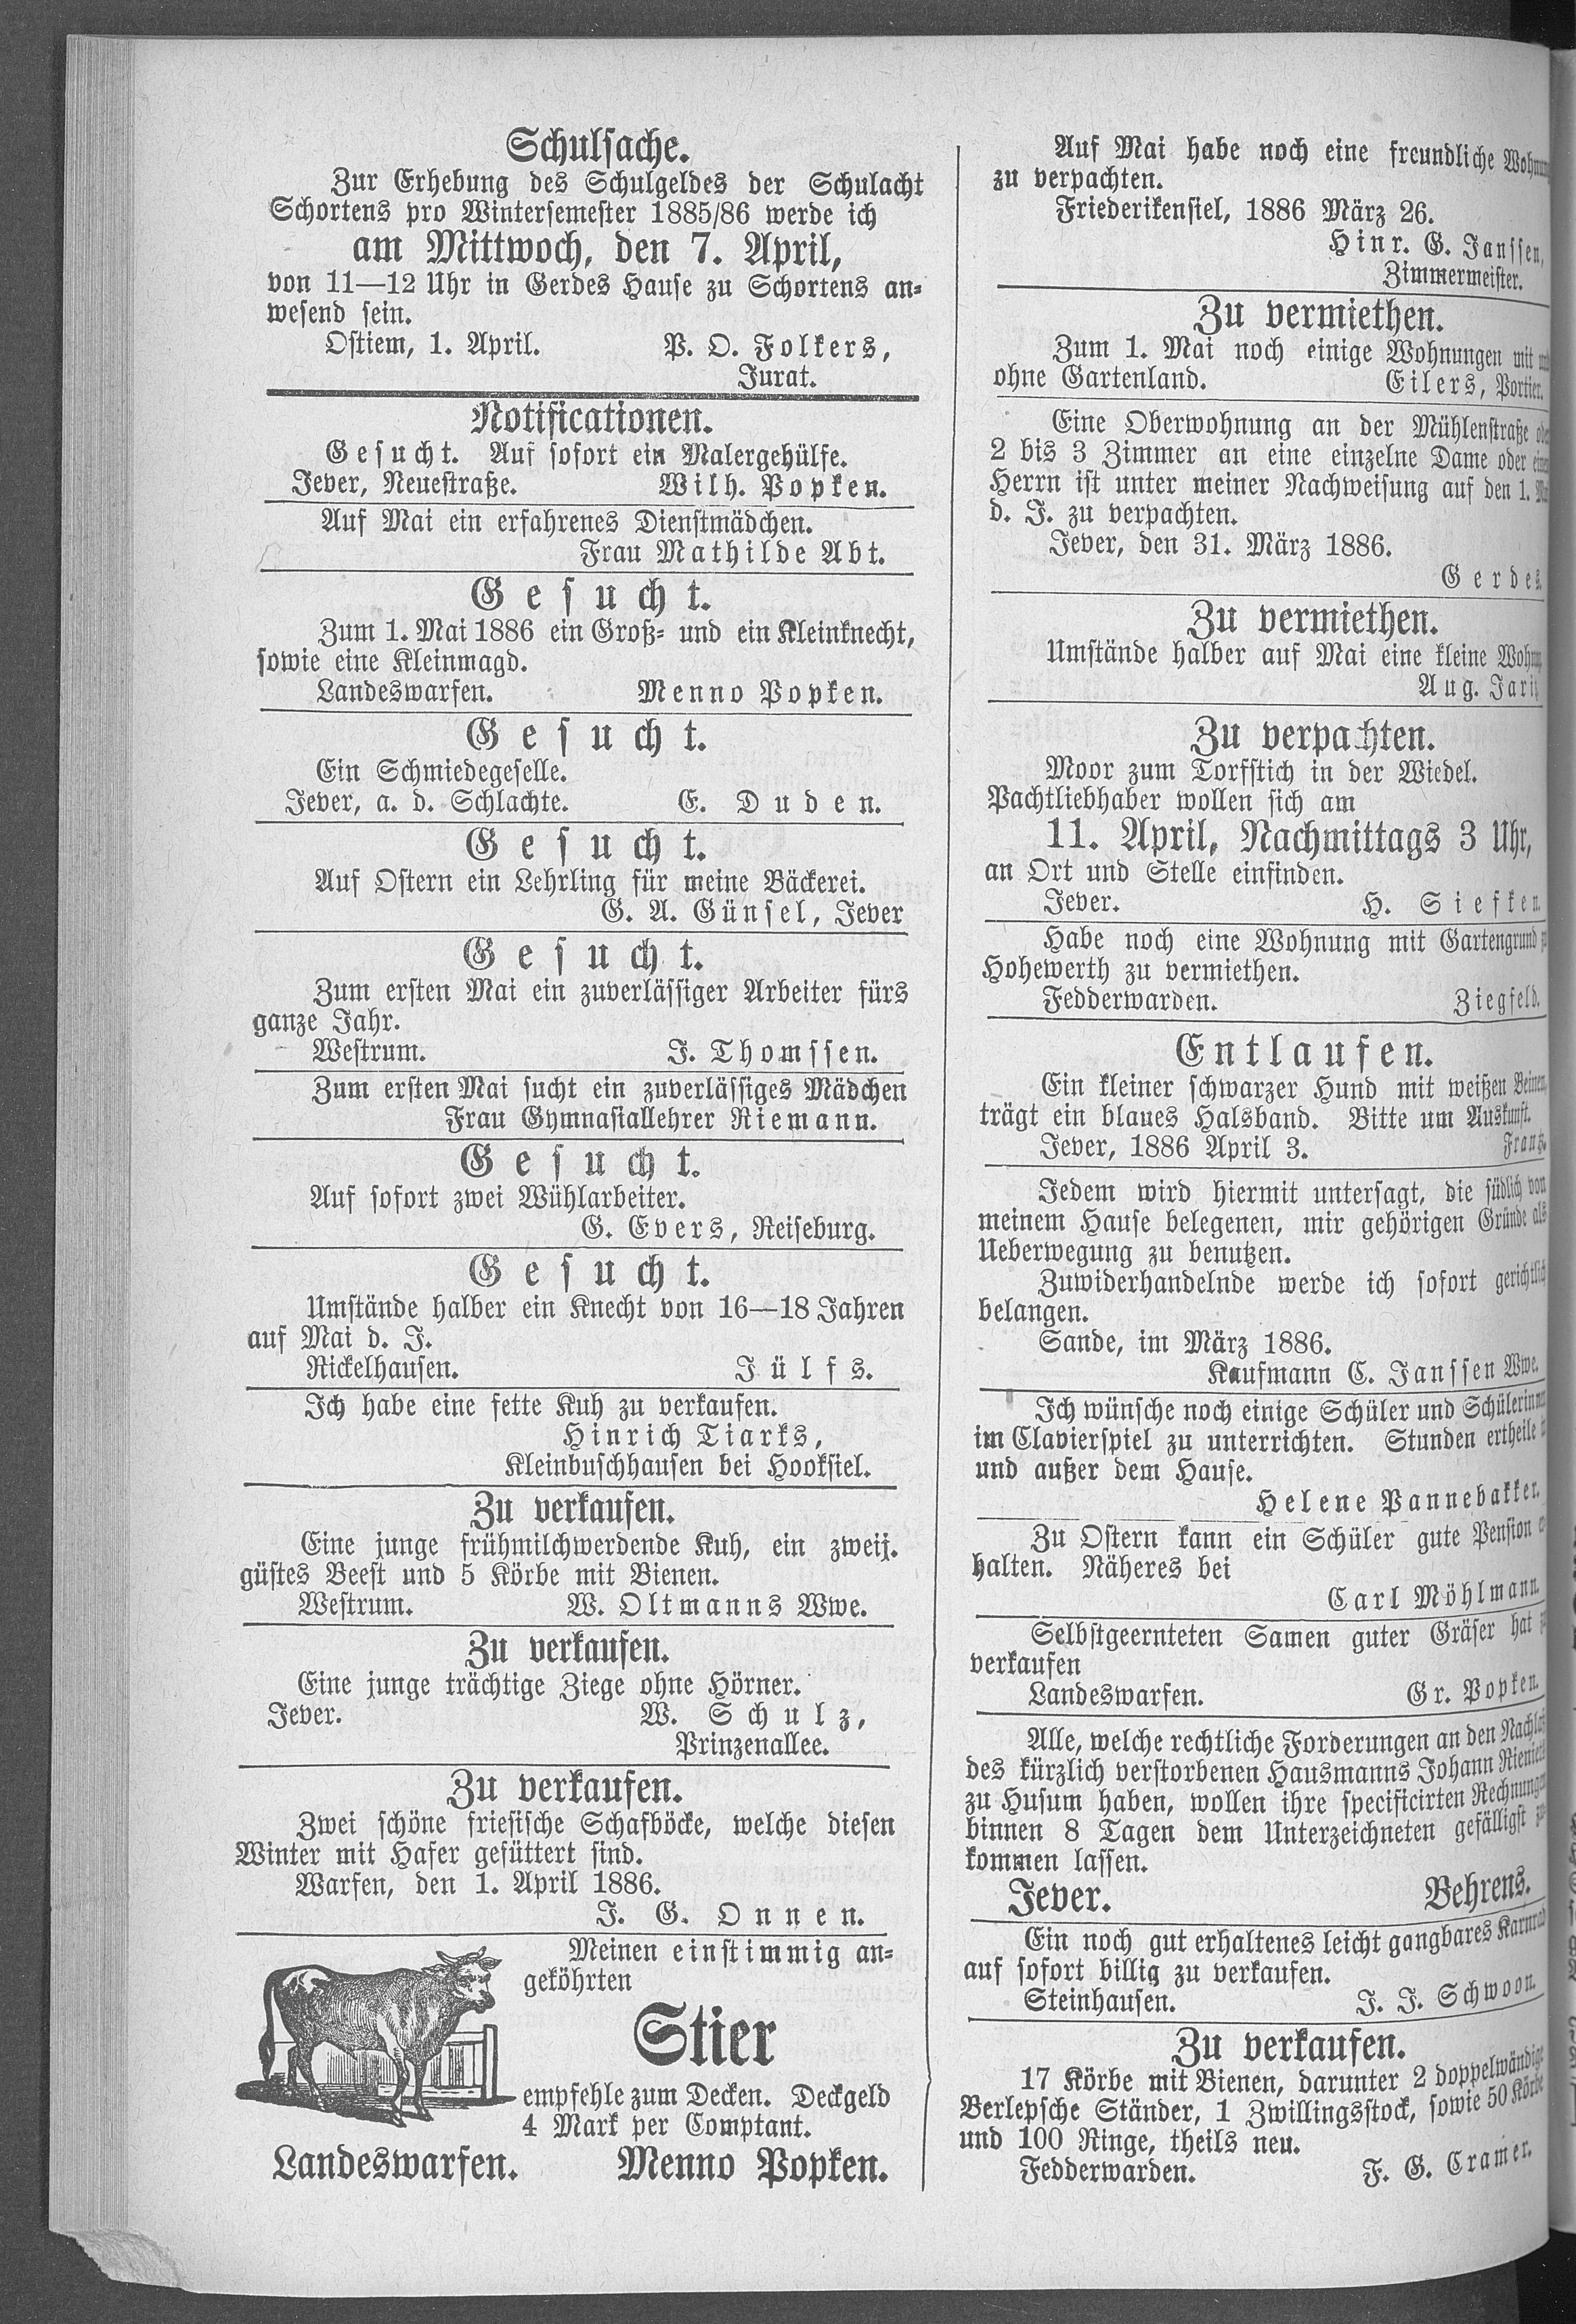 Schulsache.
Zur Erhebung des Schulgeldes der Schulacht
Schortens pro Wintersemester 1885/86 werde ich
am Mittwoch, den 7. April,
von 11—12 Uhr in Gerdes Hause zu Schortens an-
wesend sein.
Ostiem, 1. April. P. O. Folkers,
Jurat.
Notificationen.
Gesucht. Auf sofort ein Malergehülfe.
Jever, Neuestraße. Wilh. Popken.
Auf Mai ein erfahrenes Dienstmädchen.
Frau Mathilde Abt.
Gesucht.
Zum 1. Mai 1886 ein Groß- und ein Kleinknecht,
sowie eine Kleinmagd.
Landeswarfen. Menno Popken.
Gesucht.
Ein Schmiedegeselle.
Jever, a. d. Schlachte. E. Duden.
Gesucht.
Auf Ostern ein Lehrling für meine Bäckerei.
G. A. Günsel, Jever
Gesucht.
Zum ersten Mai ein zuverlässiger Arbeiter fürs
ganze Jahr.
Westrum. J. Thomssen.
Zum ersten Mai sucht ein zuverlässiges Mädchen
Frau Gymnasiallehrer Riemann.
Gesucht.
Auf sofort zwei Wühlarbeiter.
G. Evers, Reiseburg.
Gesucht.
Umstände halber ein Knecht von 16—18 Jahren
auf Mai d. J.
Rickelhausen. Jülfs.
Ich habe eine fette Kuh zu verkaufen.
Hinrich Tiarks,
Kleinbuschhausen bei Hooksiel.
Zu verkaufen.
Eine junge frühmilchwerdende Kuh, ein zweij.
güstes Beest und 5 Körbe mit Bienen.
Westrum. W. Oltmanns Wwe.
Zu verkaufen.
Eine junge trächtige Ziege ohne Hörner.
Jever. W. Schulz,
Prinzenallee.
Zu verkaufen.
Zwei schöne friesische Schafböcke, welche diesen
Winter mit Hafer gefüttert sind.
Warfen, den 1. April 1886.
J. G. Onnen.
Meinen einstimmig an-
geköhrten
Stier
empfehle zum Decken. Deckgeld
4 Mark per Comptant.
Landeswarfen. Menno Popken.
Auf Mai habe noch eine freundliche
zu verpachten.
Friederikensiel, 1886 März 26.
Hinr. G. Janssen,
Zimmermeister.
Zu vermiethen.
Zum 1. Mai noch einige Wohnungen mit
ohne Gartenland. Eilers, Portier.
Eine Oberwohnung an der Mühlenstraße
2 bis 3 Zimmer an eine einzelne Dame oder
Herrn ist unter meiner Nachweisung auf den 1.
d. J. zu verpachten.
Jever, den 31. März 1886.
Gerdes.
Zu vermiethen.
Umstände halber auf Mai eine kleine
Aug.
Zu verpachten.
Moor zum Torfstich in der Wiedel.
Pachtliebhaber wollen sich am
11. April, Nachmittags 3 Uhr,
an Ort und Stelle einfinden.
Jever. H. Siefken.
Habe noch eine Wohnung mit Gartengrund
Hohewerth zu vermiethen.
Fedderwarden. Ziegfeld.
Entlaufen.
Ein kleiner schwarzer Hund mit weißen Beinen,
trägt ein blaues Halsband. Bitte um Auskunft.
Jever, 1886 April 3. Frantz.
Jedem wird hiermit untersagt, die südlich von
meinem Hause belegenen, mir gehörigen Gründe als
Ueberwegung zu benutzen.
Zuwiderhandelnde werde ich sofort gerichtlich
belangen.
Sande, im März 1886.
Kaufmann C. Janssen Wwe.
Ich wünsche noch einige Schüler und
im Clavierspiel zu unterrichten. Stunden ertheile
und außer dem Hause.
Helene Pannebakker.
Zu Ostern kann ein Schüler gute Pension
halten. Näheres bei
Carl Möhlmann.
Selbstgeernteten Samen guter Gräser hat
verkaufen
Landeswarfen. Gr. Popken.
Alle, welche rechtliche Forderungen an den
des kürzlich verstorbenen Hausmanns Johann
zu Husum haben, wollen ihre specificirten Rechnungen
binnen 8 Tagen dem Unterzeichneten gefälligst
kommen lassen.
Jever. Behrens.
Ein noch gut erhaltenes leicht gangbares
auf sofort billig zu verkaufen.
Steinhausen. J. J. Schwoon.
Zu verkaufen.
17 Körbe mit Bienen, darunter 2 doppelwändige
Berlepsche Ständer, 1 Zwillingsstock, sowie 50 Körbe
und 100 Ringe, theils neu.
Fedderwarden. F. G. Cramer.